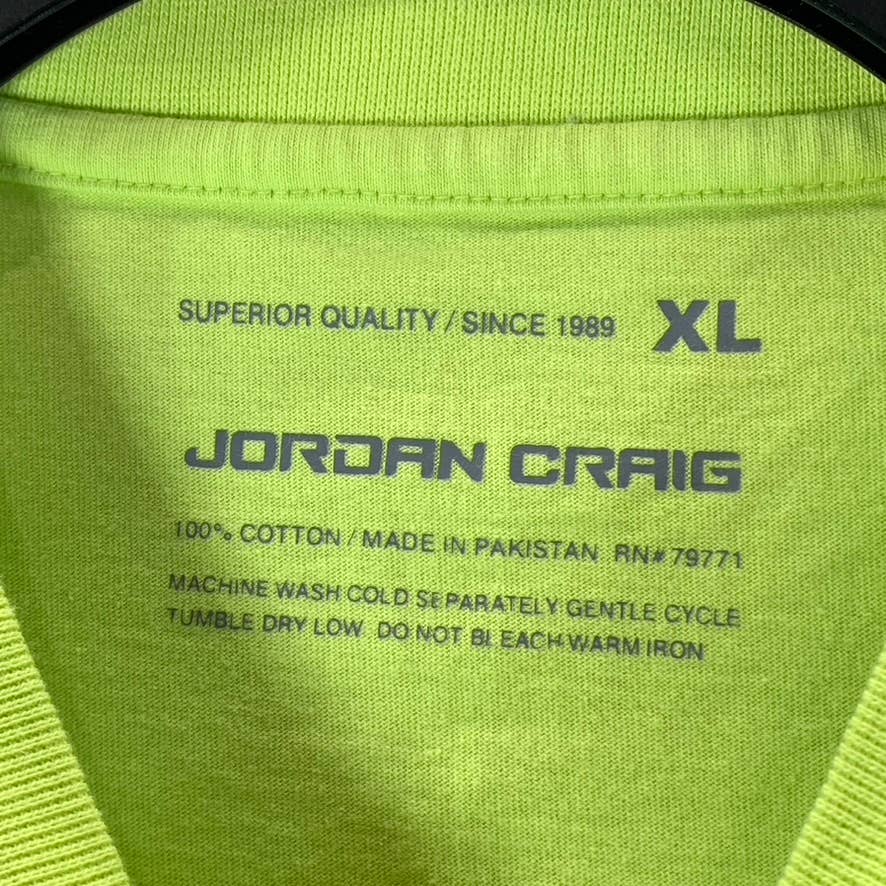 SUPERIOR QUALITY / SINCE 1989 XL
JORDAN CRAIG
100% COTTON / MADE IN PAKISTAN RN# 79771
MACHINE WASH COLD SEPARATELY GENTLE CYCLE
TUMBLE DRY LOW DO NOT BLEACH WARM IRON